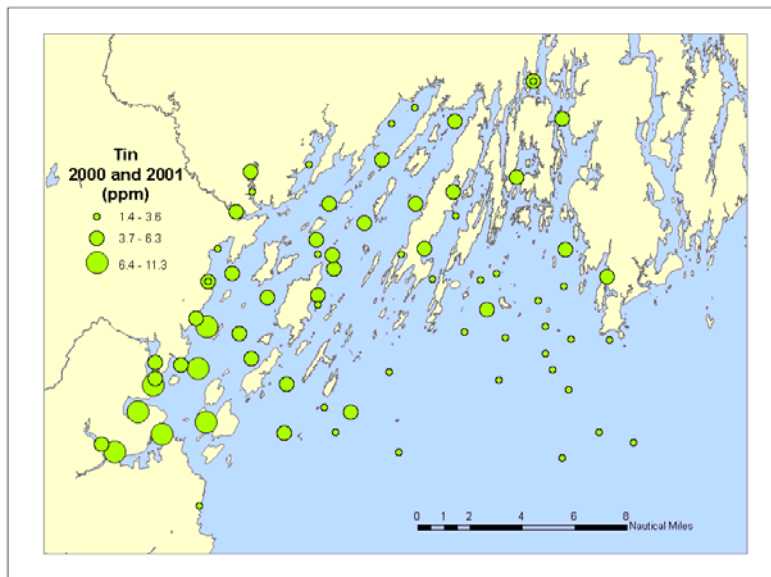 Tin
2000 and 2001
(ppm)
1.4 - 3.6
3.7 - 6.3
6.4 - 11.3
0 1 2 4 6 8
Nautical Miles